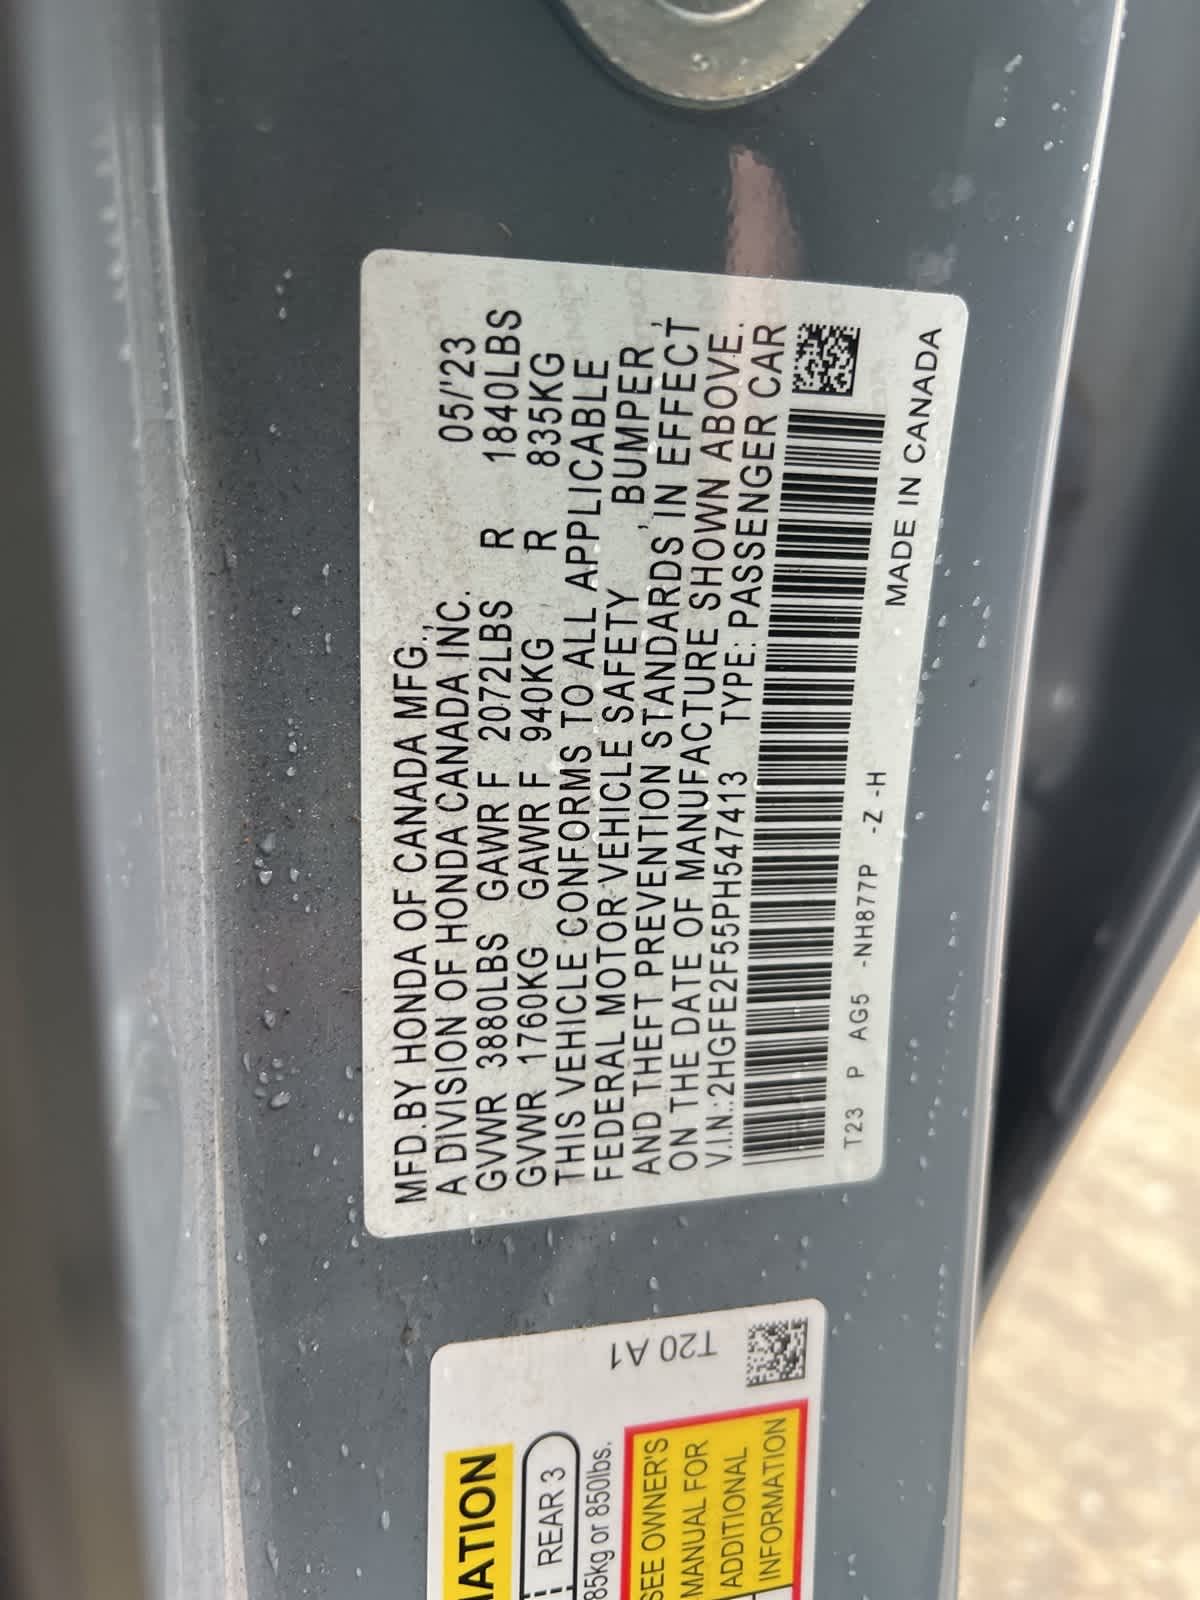 MFD.BY HONDA OF CANADA MFG.,
A DIVISION OF HONDA CANADA INC. 05/'23
GVWR 3880LBS GAWR F 2072LBS R 1840LBS
GVWR 1760KG GAWR F 940KG R 835KG
THIS VEHICLE CONFORMS TO ALL APPLICABLE
FEDERAL MOTOR VEHICLE SAFETY , BUMPER ,
AND THEFT PREVENTION STANDARDS IN EFFECT
ON THE DATE OF MANUFACTURE SHOWN ABOVE.
V.I.N.:2HGFE2F55PH547413 TYPE: PASSENGER CAR
T23 P AG5 -NH877P -Z -H
MADE IN CANADA
T20 A1
REAR 3
850lbs.
SEE OWNER'S
MANUAL FOR
ADDITIONAL
INFORMATION